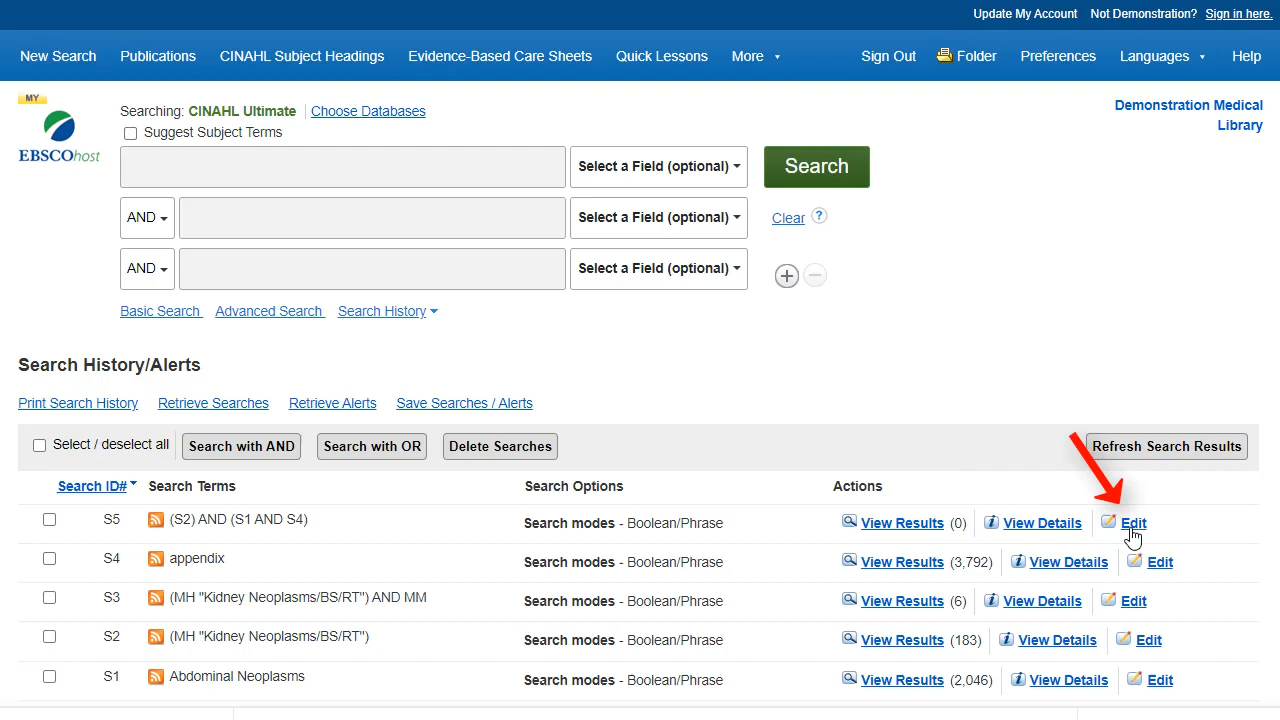 Update My Account Not Demonstration? Sign in here.
New Search Publications CINAHL Subject Headings Evidence-Based Care Sheets Quick Lessons More Sign Out Folder Preferences Languages Help
MY
EBSCOhost
Searching: CINAHL Ultimate Choose Databases
Demonstration Medical
Library
Suggest Subject Terms
Select a Field (optional) Search
AND Select a Field (optional) Clear ?
AND Select a Field (optional)
Basic Search Advanced Search Search History
Search History/Alerts
Print Search History Retrieve Searches Retrieve Alerts Save Searches / Alerts
Select / deselect all Search with AND Search with OR Delete Searches Refresh Search Results
Search ID# Search Terms Search Options Actions
S5 (S2) AND (S1 AND S4) Search modes - Boolean/Phrase View Results (0) View Details Edit
S4 appendix Search modes - Boolean/Phrase View Results (3,792) View Details Edit
S3 (MH "Kidney Neoplasms/BS/RT") AND MM Search modes - Boolean/Phrase View Results (6) View Details Edit
S2 (MH "Kidney Neoplasms/BS/RT") Search modes - Boolean/Phrase View Results (183) View Details Edit
S1 Abdominal Neoplasms Search modes - Boolean/Phrase View Results (2,046) View Details Edit